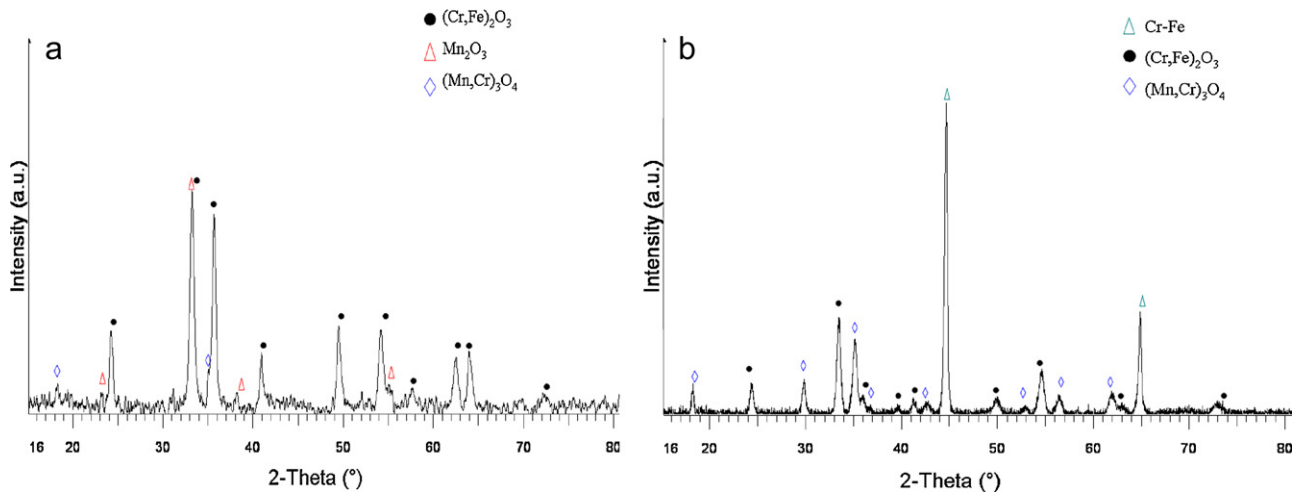 a
(Cr,Fe)₂O₃
Mn₂O₃
(Mn,Cr)₃O₄
Intensity (a.u.)
16 20 30 40 50 60 70 80
2-Theta (°)
b
Cr-Fe
(Cr,Fe)₂O₃
(Mn,Cr)₃O₄
Intensity (a.u.)
16 20 30 40 50 60 70 80
2-Theta (°)